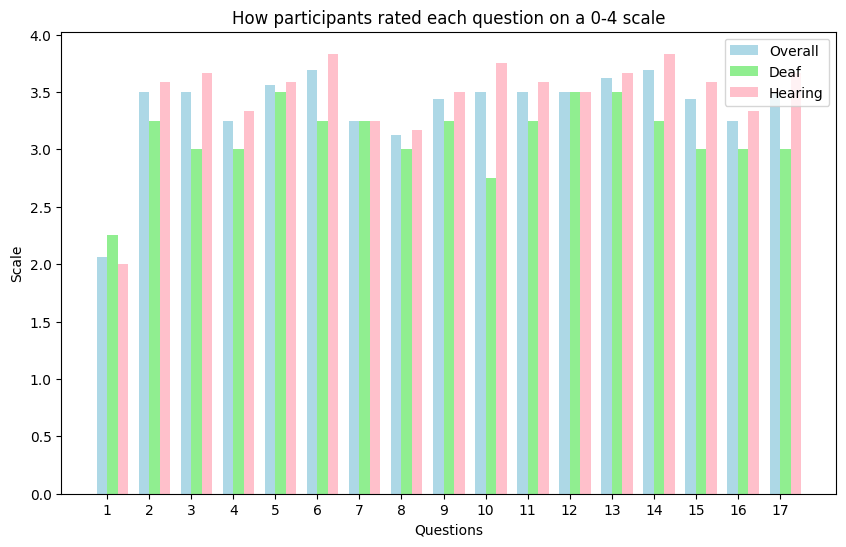 How participants rated each question on a 0-4 scale
Overall
Deaf
Hearing
4.0
3.5
3.0
2.5
2.0
1.5
1.0
0.5
0.0
Scale
1 2 3 4 5 6 7 8 9 10 11 12 13 14 15 16 17
Questions